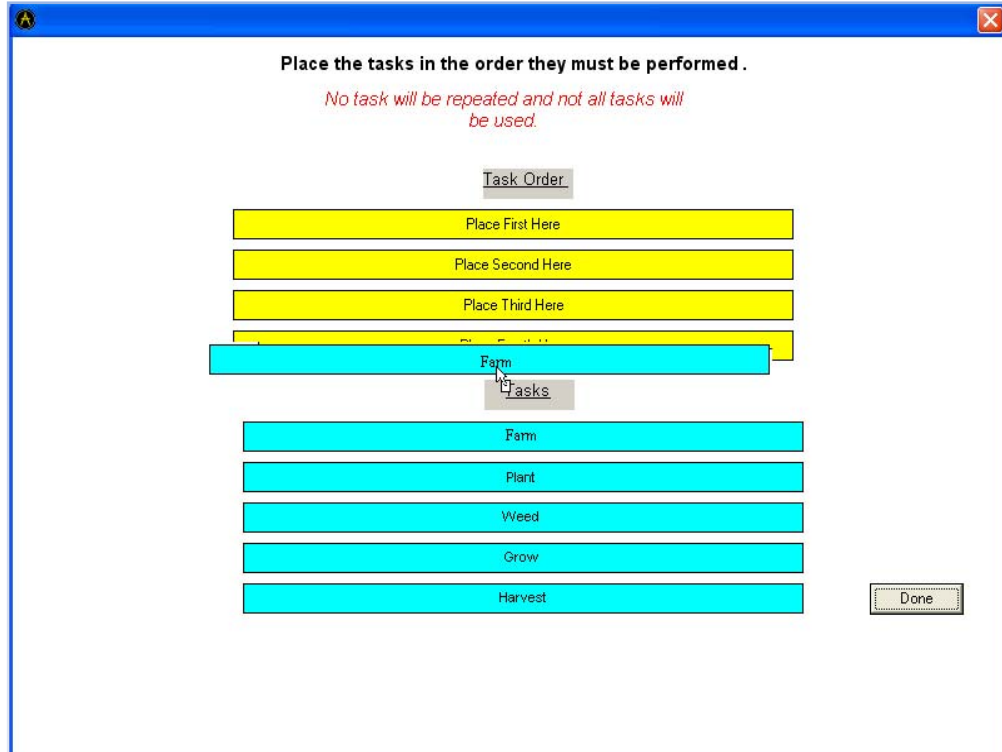 Place the tasks in the order they must be performed .
No task will be repeated and not all tasks will
be used.
Task Order
Place First Here
Place Second Here
Place Third Here
Farm
Tasks
Farm
Plant
Weed
Grow
Harvest
Done